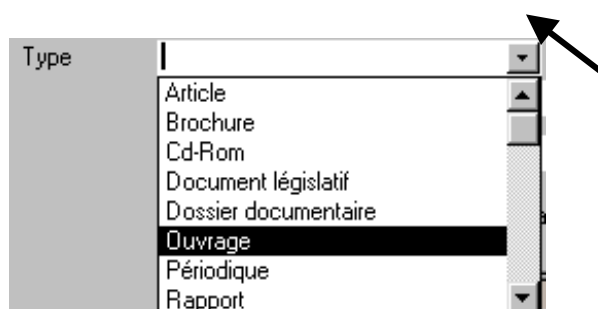 Type
Article
Brochure
Cd-Rom
Document législatif
Dossier documentaire
Ouvrage
Périodique
Rapport